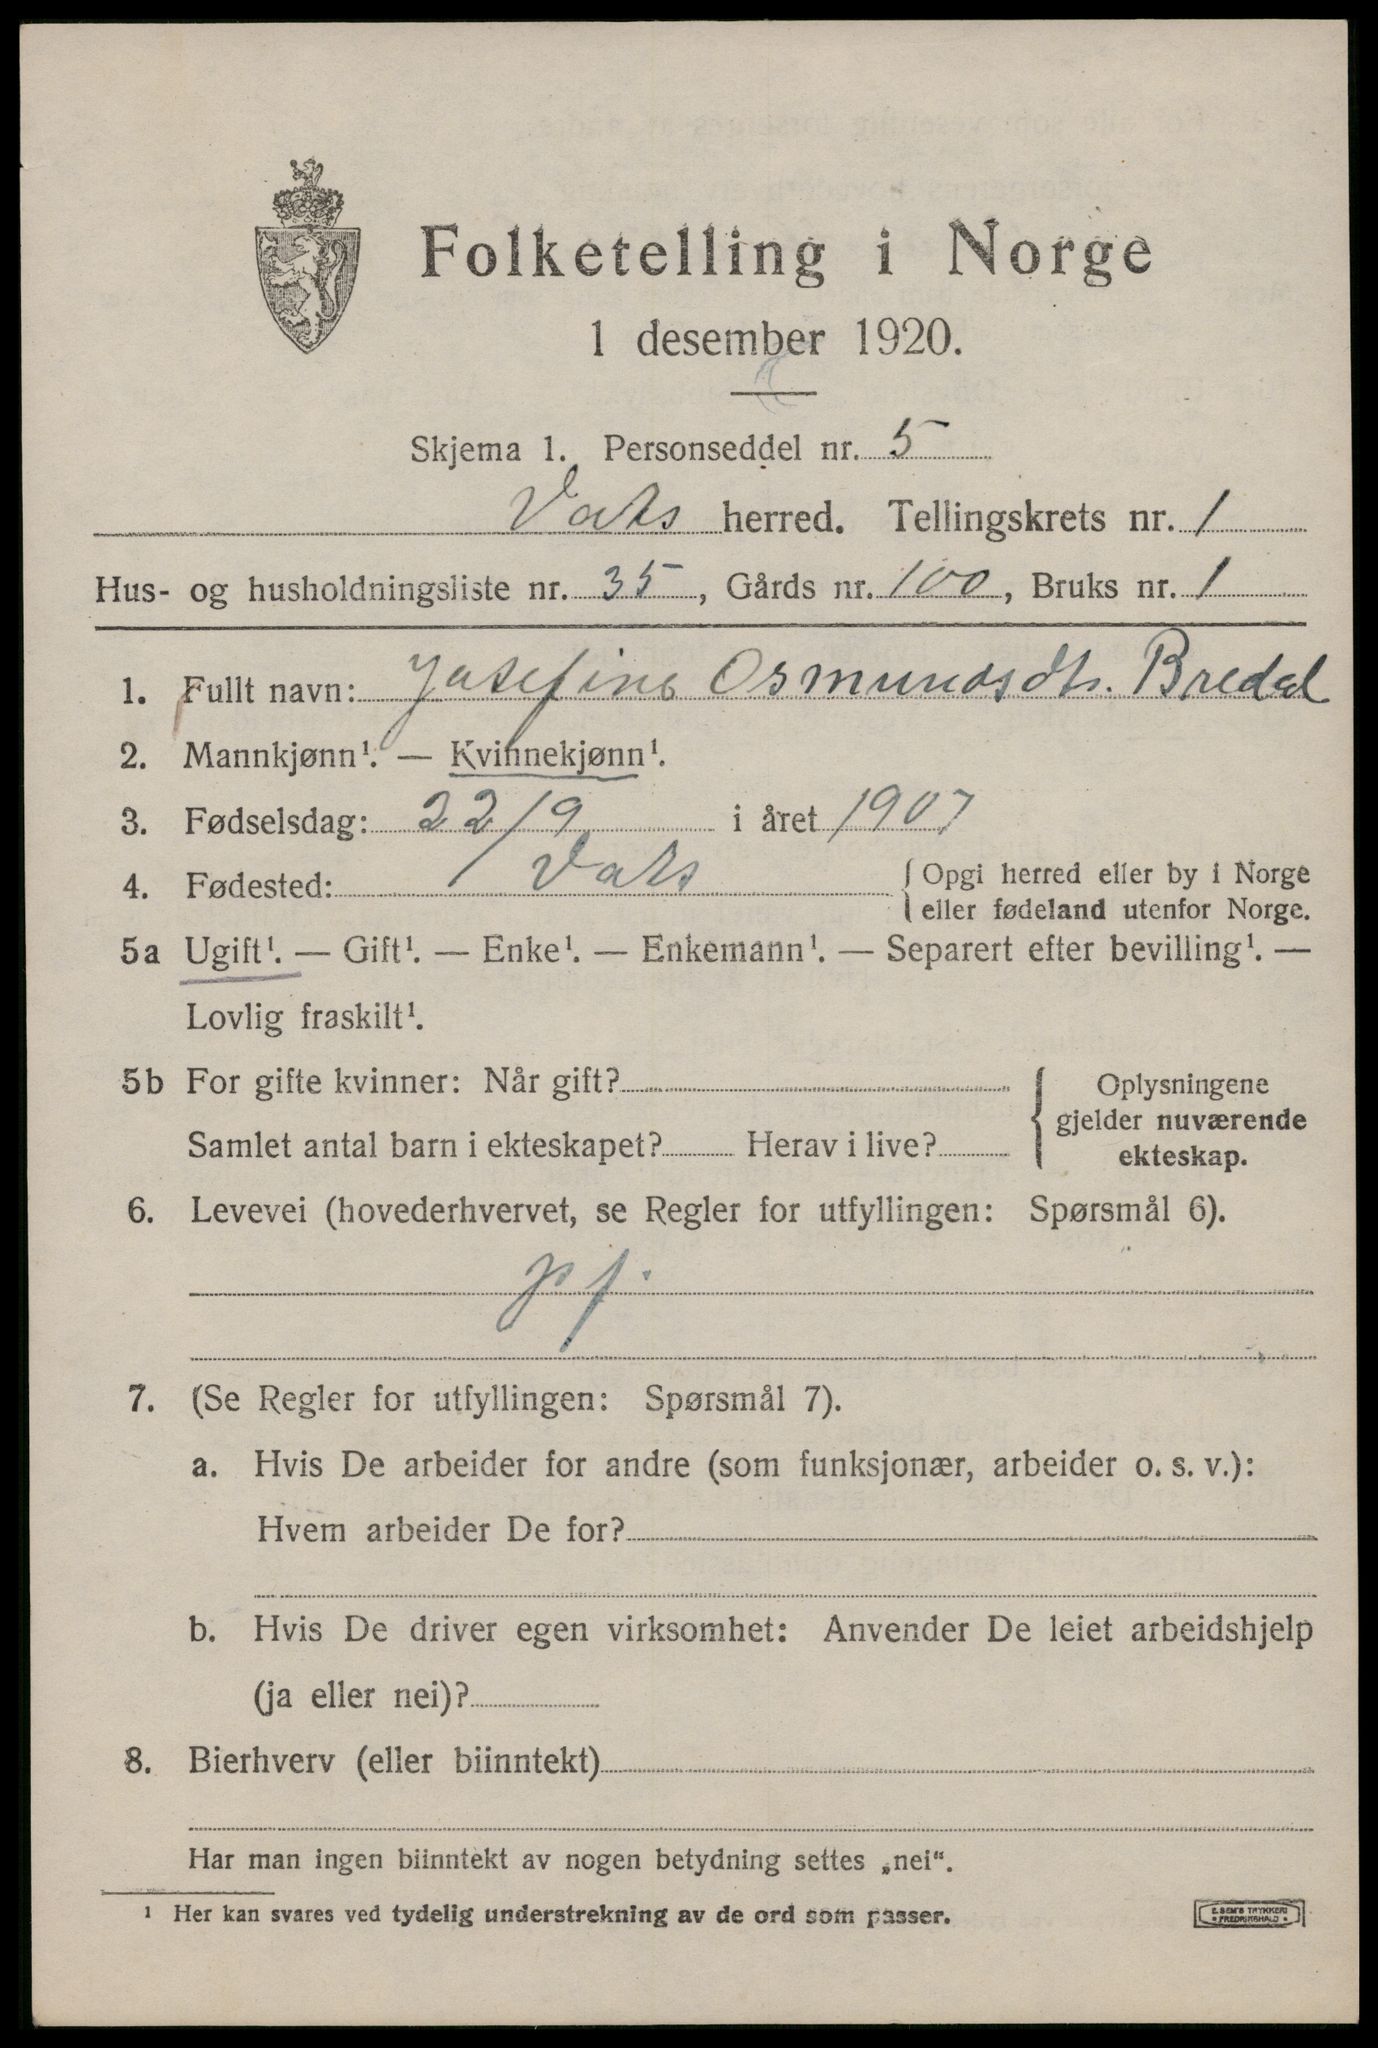 Folketelling i Norge
1 desember 1920.
Skjema 1. Personseddel nr. 5
Vats herred. Tellingskrets nr. 1
Hus- og husholdningsliste nr. 35, Gårds nr. 100, Bruks nr. 1
1. Fullt navn: Josefine Osmundsdtr. Bredal
2. Mannkjønn¹. — Kvinnekjønn¹.
3. Fødselsdag: 22/9 i året 1907
4. Fødested: Vats { Opgi herred eller by i Norge
eller fødeland utenfor Norge.
5a Ugift¹. — Gift¹. — Enke¹. — Enkemann¹. — Separert efter bevilling¹. —
Lovlig fraskilt¹.
5b For gifte kvinner: Når gift?
Samlet antal barn i ekteskapet? Herav i live?
{ Oplysningene
gjelder nuværende
ekteskap.
6. Levevei (hovederhvervet, se Regler for utfyllingen: Spørsmål 6).
7. (Se Regler for utfyllingen: Spørsmål 7).
a. Hvis De arbeider for andre (som funksjonær, arbeider o. s. v.):
Hvem arbeider De for?
b. Hvis De driver egen virksomhet: Anvender De leiet arbeidshjelp
(ja eller nei)?
8. Bierhverv (eller biinntekt)
Har man ingen biinntekt av nogen betydning settes „nei“.
¹ Her kan svares ved tydelig understrekning av de ord som passer.
E. SEM'S TRYKKERI
• FREDRIKSHALD •